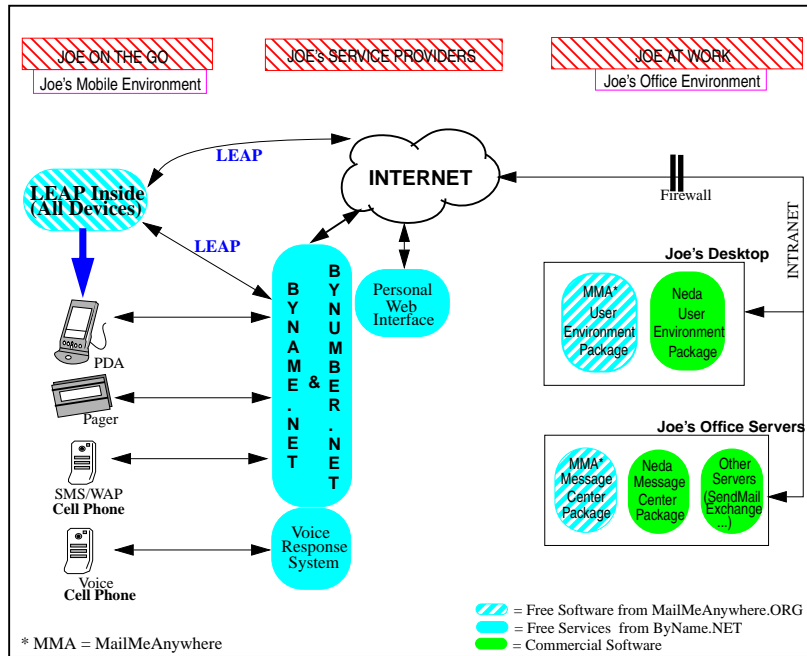 JOE ON THE GO
Joe's Mobile Environment
JOE's SERVICE PROVIDERS
JOE AT WORK
Joe's Office Environment
LEAP
INTERNET
Firewall
INTRANET
LEAP Inside
(All Devices)
LEAP
BYNAME.NET
&
BYNUMBER.NET
Personal
Web
Interface
Joe's Desktop
MMA*
User
Environment
Package
Neda
User
Environment
Package
PDA
Pager
SMS/WAP
Cell Phone
Voice
Cell Phone
Voice
Response
System
Joe's Office Servers
MMA*
Message
Center
Package
Neda
Message
Center
Package
Other
Servers
(SendMail
Exchange
...)
= Free Software from MailMeAnywhere.ORG
= Free Services from ByName.NET
= Commercial Software
* MMA = MailMeAnywhere